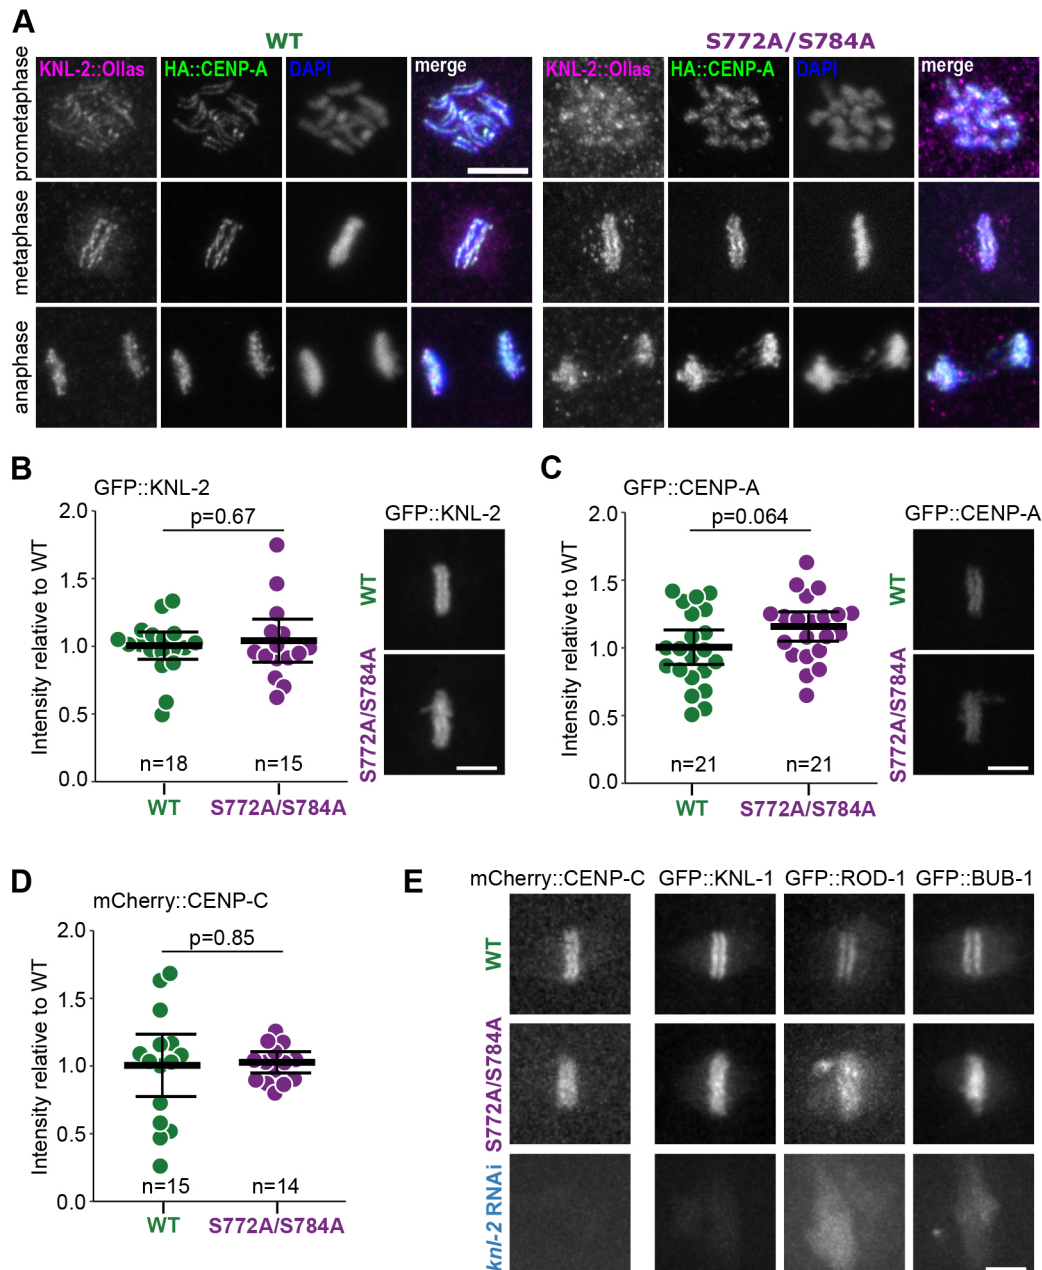 A
WT
S772A/S784A
KNL-2::Ollas HA::CENP-A DAPI merge KNL-2::Ollas HA::CENP-A DAPI merge
prometaphase
metaphase
anaphase
B
GFP::KNL-2
Intensity relative to WT
2.0
1.5
1.0
0.5
0.0
p=0.67
n=18 n=15
WT S772A/S784A
GFP::KNL-2
WT
S772A/S784A
C
GFP::CENP-A
Intensity relative to WT
2.0
1.5
1.0
0.5
0.0
p=0.064
n=21 n=21
WT S772A/S784A
GFP::CENP-A
WT
S772A/S784A
D
mCherry::CENP-C
Intensity relative to WT
2.0
1.5
1.0
0.5
0.0
p=0.85
n=15 n=14
WT S772A/S784A
E
mCherry::CENP-C GFP::KNL-1 GFP::ROD-1 GFP::BUB-1
WT
S772A/S784A
knl-2 RNAi